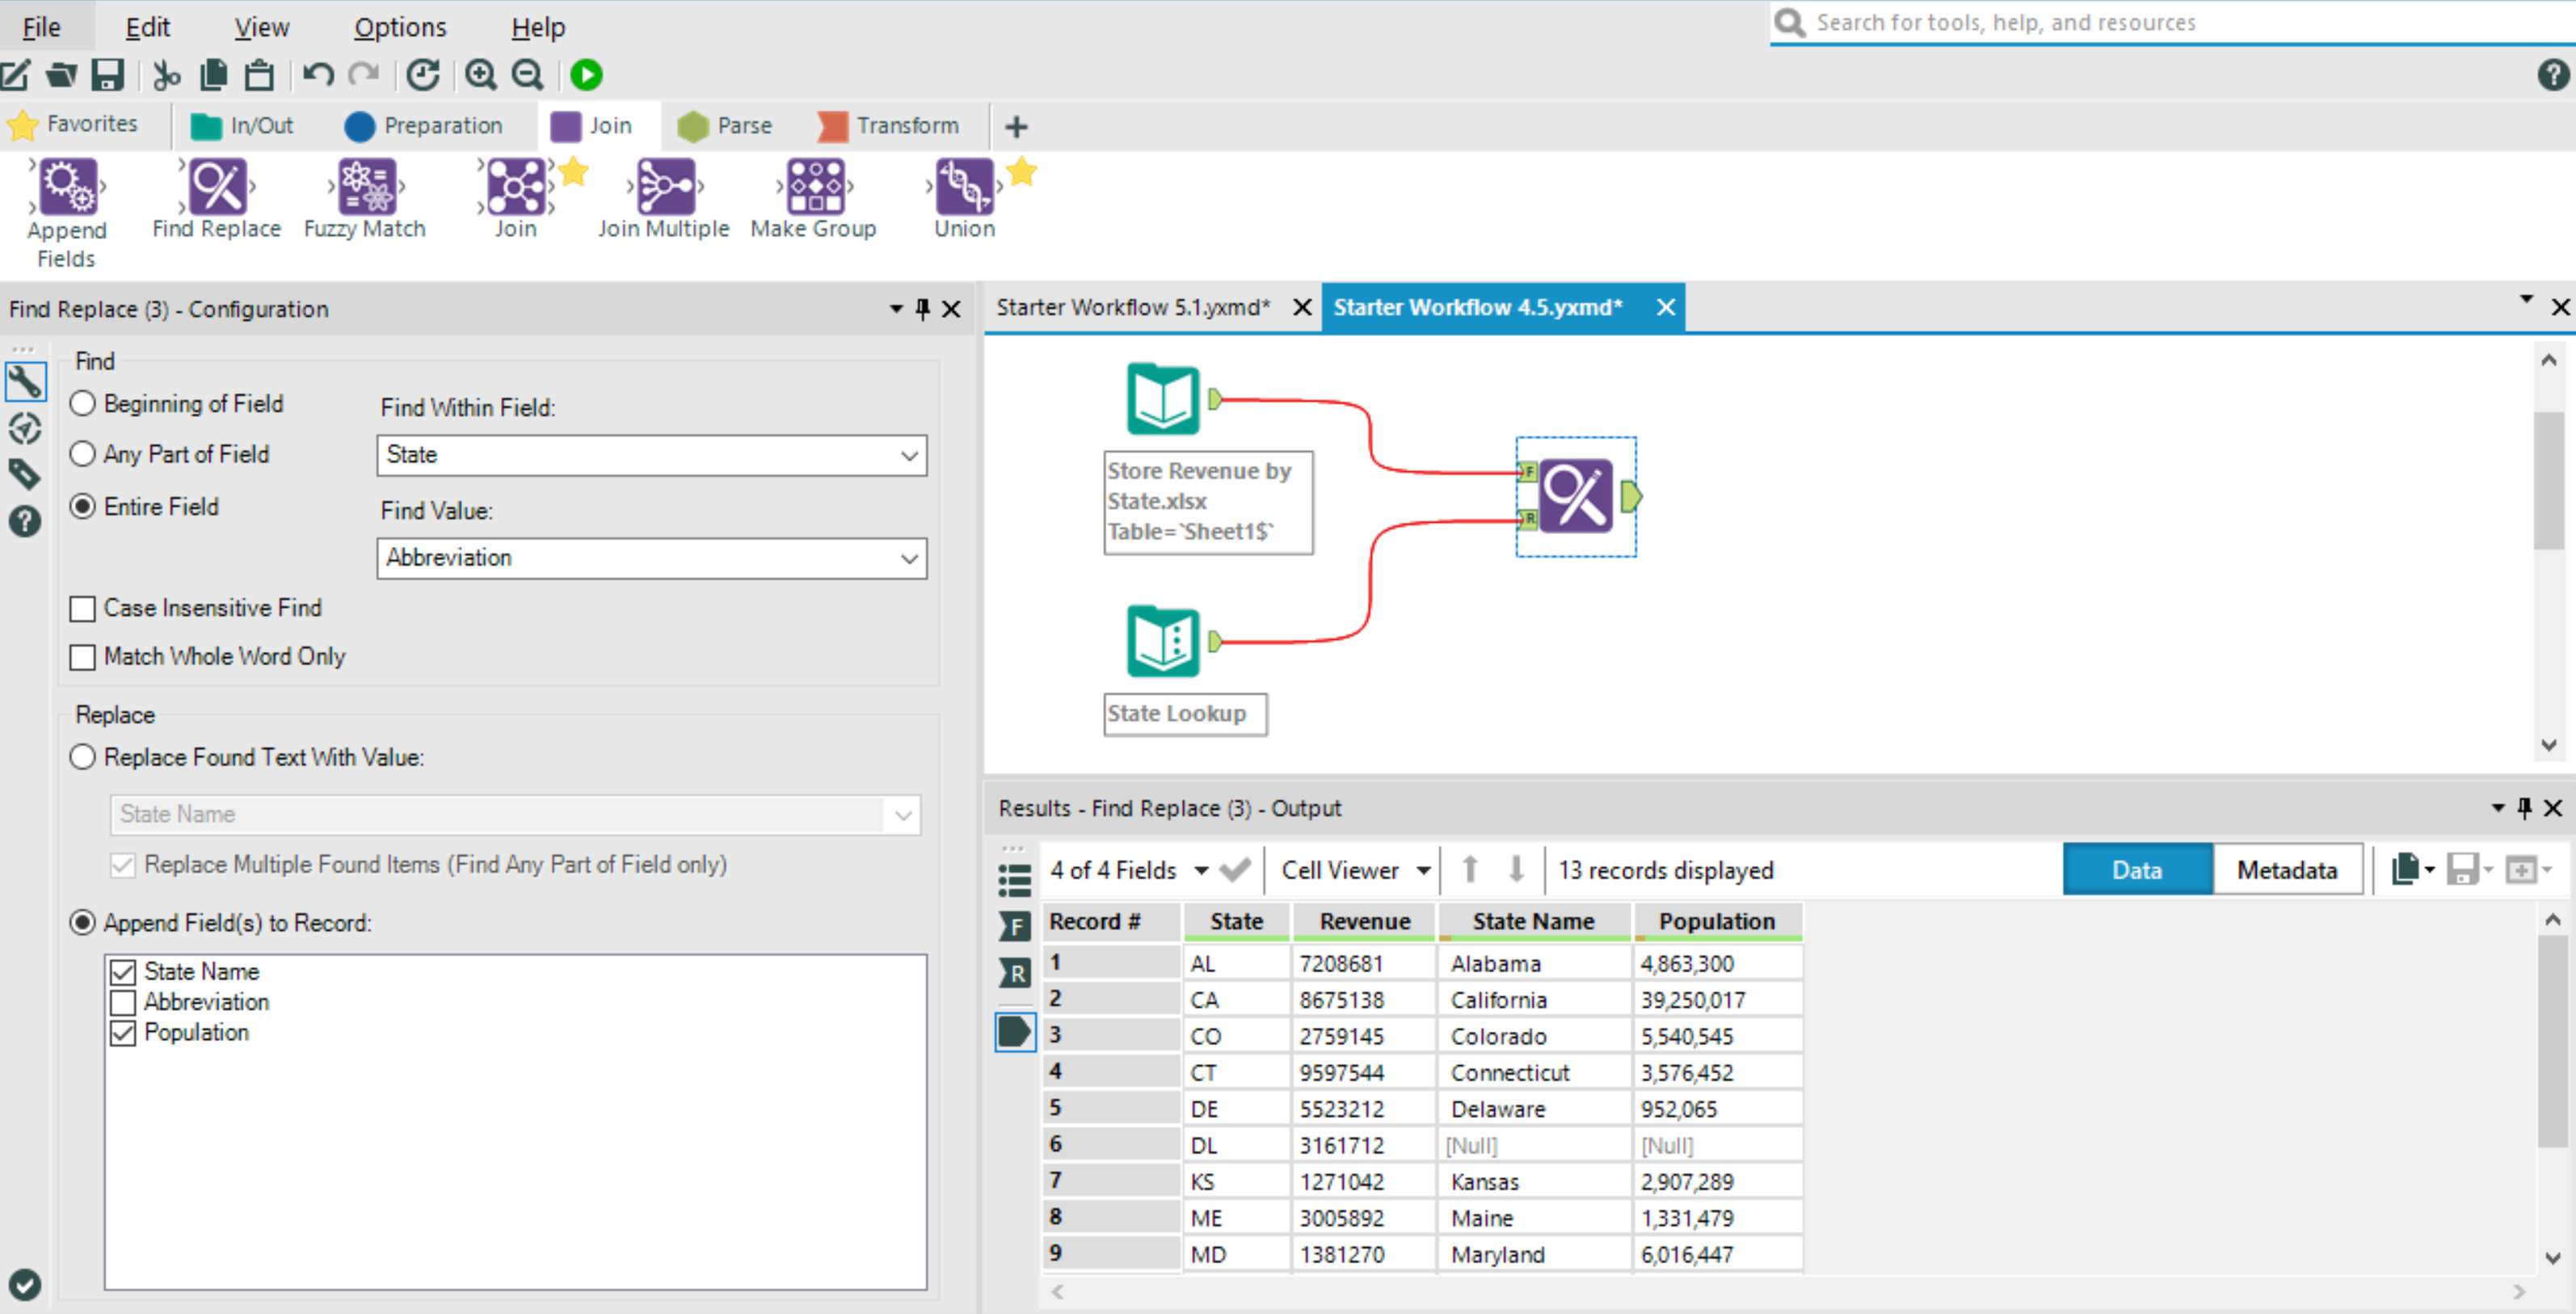 File Edit View Options Help
Search for tools, help, and resources
Favorites In/Out Preparation Join Parse Transform
Append Fields Find Replace Fuzzy Match Join Join Multiple Make Group Union
Find Replace (3) - Configuration
Find
Beginning of Field
Any Part of Field
Entire Field
Find Within Field:
State
Find Value:
Abbreviation
Case Insensitive Find
Match Whole Word Only
Replace
Replace Found Text With Value:
State Name
Replace Multiple Found Items (Find Any Part of Field only)
Append Field(s) to Record:
State Name
Abbreviation
Population
Starter Workflow 5.1.yxmd* Starter Workflow 4.5.yxmd*
Store Revenue by
State.xlsx
Table=`Sheet1$`
F
R
State Lookup
Results - Find Replace (3) - Output
4 of 4 Fields Cell Viewer 13 records displayed Data Metadata
F
R
Record # State Revenue State Name Population
1 AL 7208681 Alabama 4,863,300
2 CA 8675138 California 39,250,017
3 CO 2759145 Colorado 5,540,545
4 CT 9597544 Connecticut 3,576,452
5 DE 5523212 Delaware 952,065
6 DL 3161712 [Null] [Null]
7 KS 1271042 Kansas 2,907,289
8 ME 3005892 Maine 1,331,479
9 MD 1381270 Maryland 6,016,447